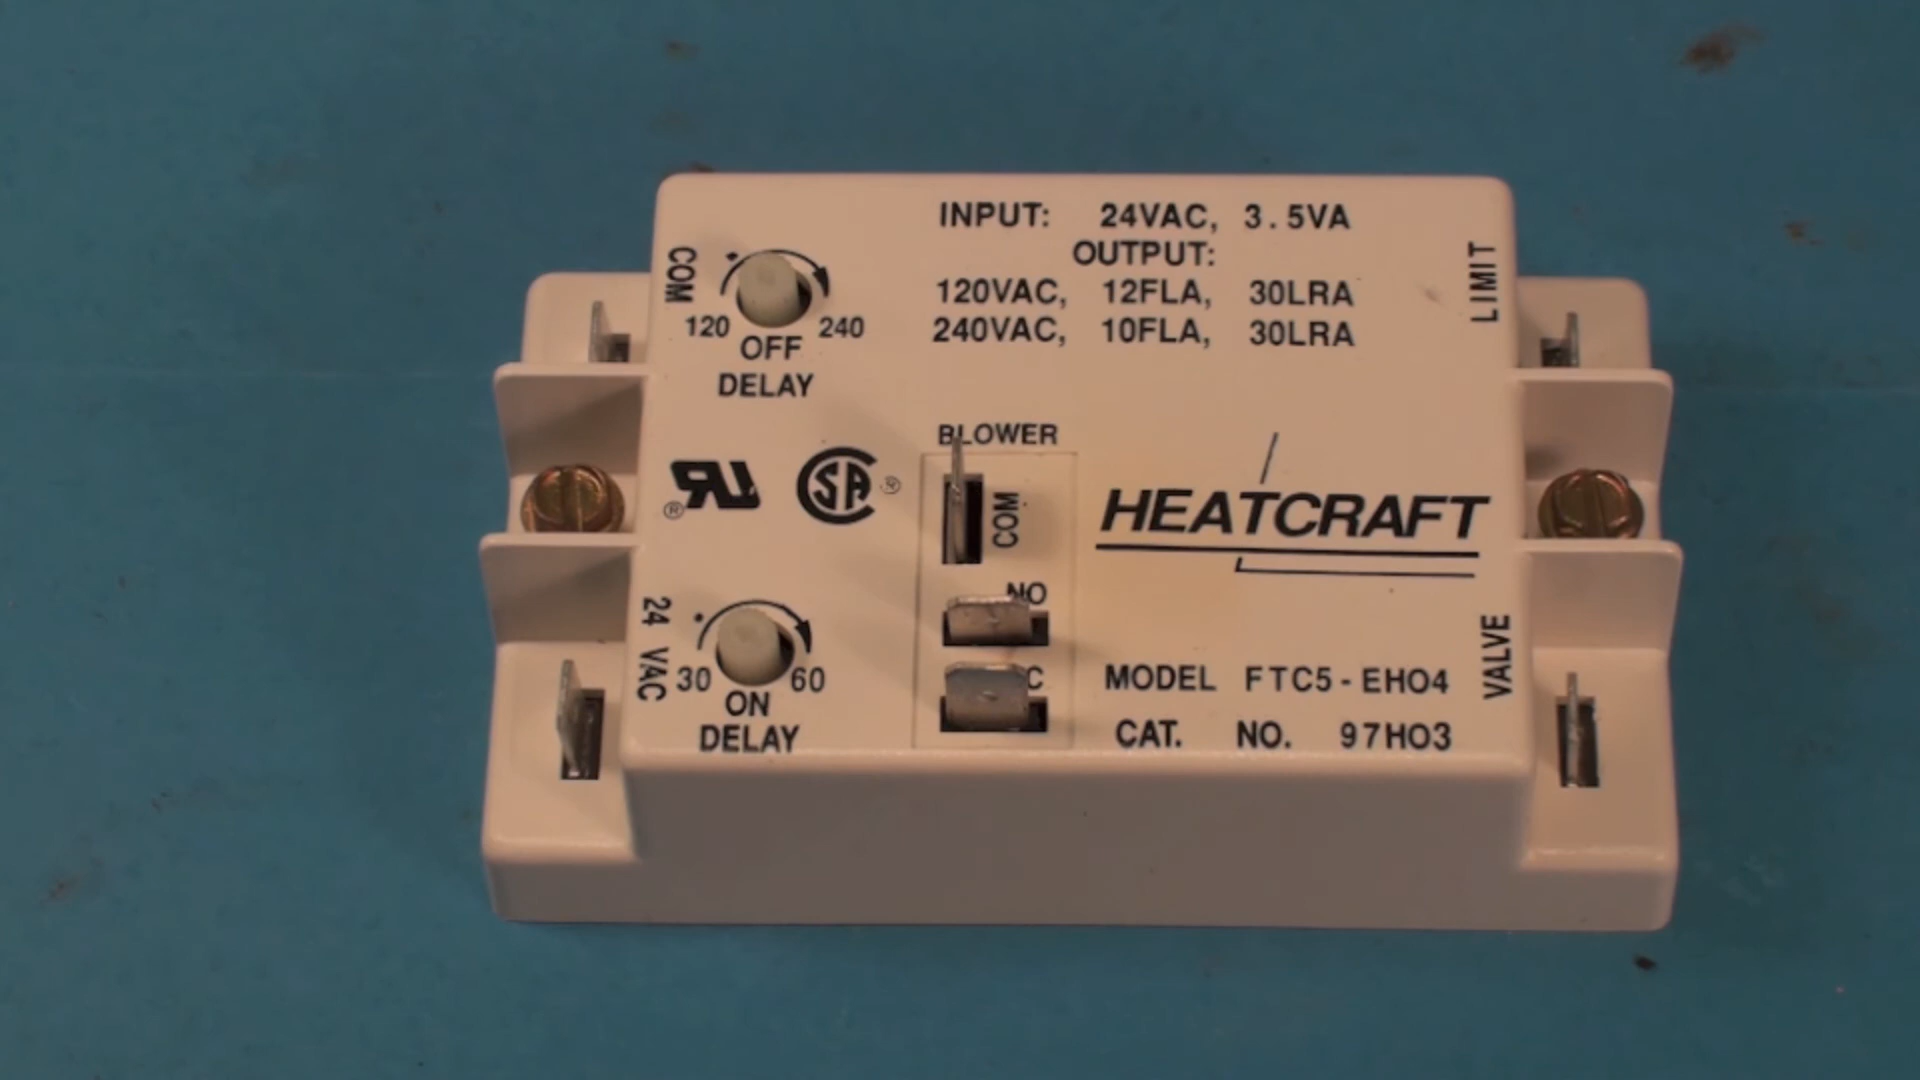 INPUT: 24VAC, 3.5VA
OUTPUT:
120VAC, 12FLA, 30LRA
240VAC, 10FLA, 30LRA
COM
120 240
OFF
DELAY
LIMIT
BLOWER
COM
NO
C
HEATCRAFT
24 VAC
30 60
ON
DELAY
VALVE
MODEL FTC5-EH04
CAT. NO. 97H03